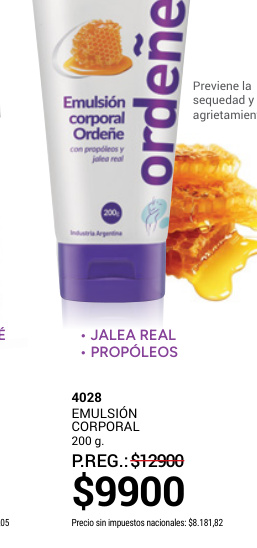 ordeñe
Emulsión
corporal
Ordeñe
con propóleos y
jalea real
200g
Industria Argentina
Previene la
sequedad y
agrietamien
É
• JALEA REAL
• PROPÓLEOS
4028
EMULSIÓN
CORPORAL
200 g.
P.REG.: $12900
$9900
05
Precio sin impuestos nacionales: $8.181,82